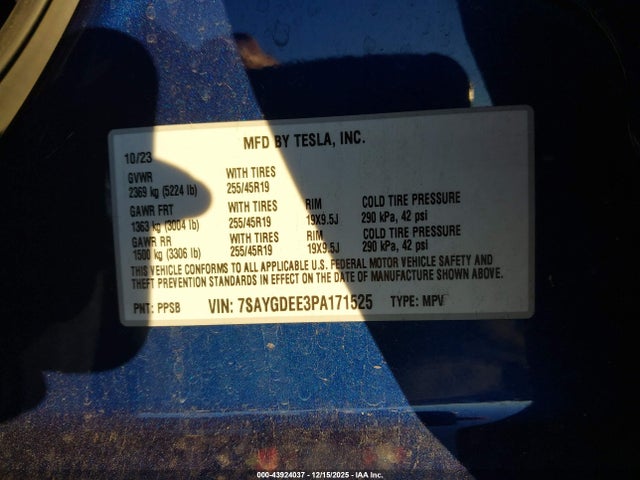 MFD BY TESLA, INC.
10/23
GVWR WITH TIRES
2369 kg (5224 lb) 255/45R19
GAWR FRT WITH TIRES RIM COLD TIRE PRESSURE
1363 kg (3004 lb) 255/45R19 19X9.5J 290 kPa, 42 psi
GAWR RR WITH TIRES RIM COLD TIRE PRESSURE
1500 kg (3306 lb) 255/45R19 19X9.5J 290 kPa, 42 psi
THIS VEHICLE CONFORMS TO ALL APPLICABLE U.S. FEDERAL MOTOR VEHICLE SAFETY AND
THEFT PREVENTION STANDARDS IN EFFECT ON THE DATE OF MANUFACTURE SHOWN ABOVE.
PNT: PPSB VIN: 7SAYGDEE3PA171525 TYPE: MPV
000-43924037 - 12/15/2025 - IAA Inc.